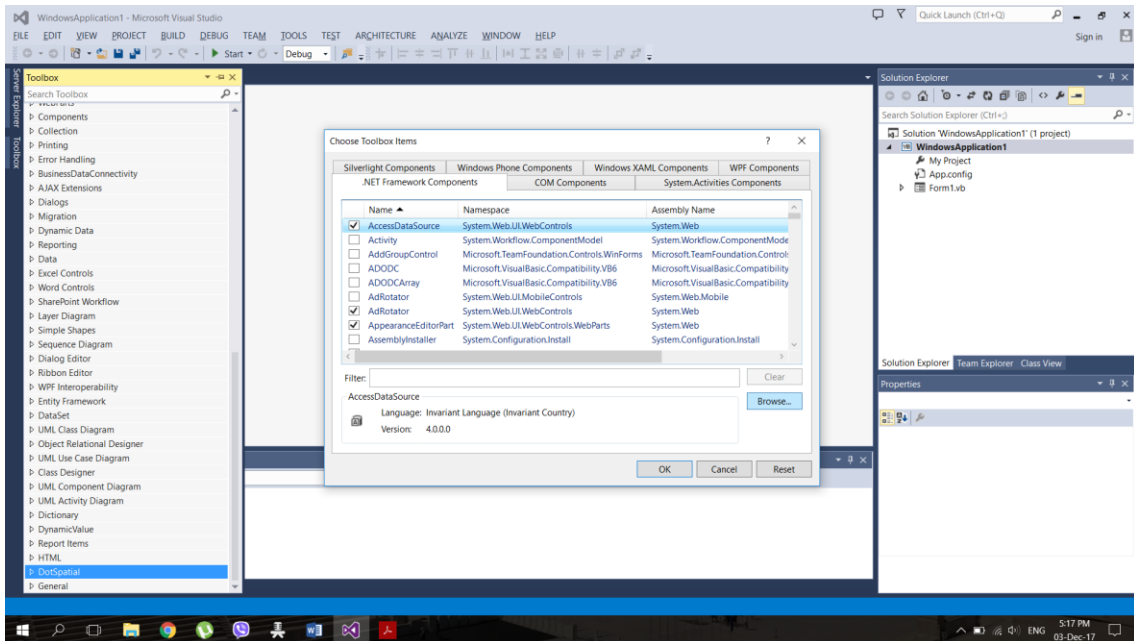 WindowsApplication1 - Microsoft Visual Studio
Quick Launch (Ctrl+Q)
FILE EDIT VIEW PROJECT BUILD DEBUG TEAM TOOLS TEST ARCHITECTURE ANALYZE WINDOW HELP
Sign in
Start
Debug
Server Explorer
Toolbox
Toolbox
Search Toolbox
Components
Collection
Printing
Error Handling
BusinessDataConnectivity
AJAX Extensions
Dialogs
Migration
Dynamic Data
Reporting
Data
Excel Controls
Word Controls
SharePoint Workflow
Layer Diagram
Simple Shapes
Sequence Diagram
Dialog Editor
Ribbon Editor
WPF Interoperability
Entity Framework
DataSet
UML Class Diagram
Object Relational Designer
UML Use Case Diagram
Class Designer
UML Component Diagram
UML Activity Diagram
Dictionary
DynamicValue
Report Items
HTML
DotSpatial
General
Choose Toolbox Items
?
Silverlight Components Windows Phone Components Windows XAML Components WPF Components
.NET Framework Components COM Components System.Activities Components
Name Namespace Assembly Name
AccessDataSource System.Web.UI.WebControls System.Web
Activity System.Workflow.ComponentModel System.Workflow.ComponentMode
AddGroupControl Microsoft.TeamFoundation.Controls.WinForms Microsoft.TeamFoundation.Control
ADODC Microsoft.VisualBasic.Compatibility.VB6 Microsoft.VisualBasic.Compatibility
ADODCArray Microsoft.VisualBasic.Compatibility.VB6 Microsoft.VisualBasic.Compatibility
AdRotator System.Web.UI.MobileControls System.Web.Mobile
AdRotator System.Web.UI.WebControls System.Web
AppearanceEditorPart System.Web.UI.WebControls.WebParts System.Web
AssemblyInstaller System.Configuration.Install System.Configuration.Install
Filter:
Clear
AccessDataSource
Browse...
Language: Invariant Language (Invariant Country)
Version: 4.0.0.0
OK Cancel Reset
Solution Explorer
Search Solution Explorer (Ctrl+;)
Solution 'WindowsApplication1' (1 project)
WindowsApplication1
My Project
App.config
Form1.vb
Solution Explorer Team Explorer Class View
Properties
ENG
5:17 PM
03-Dec-17